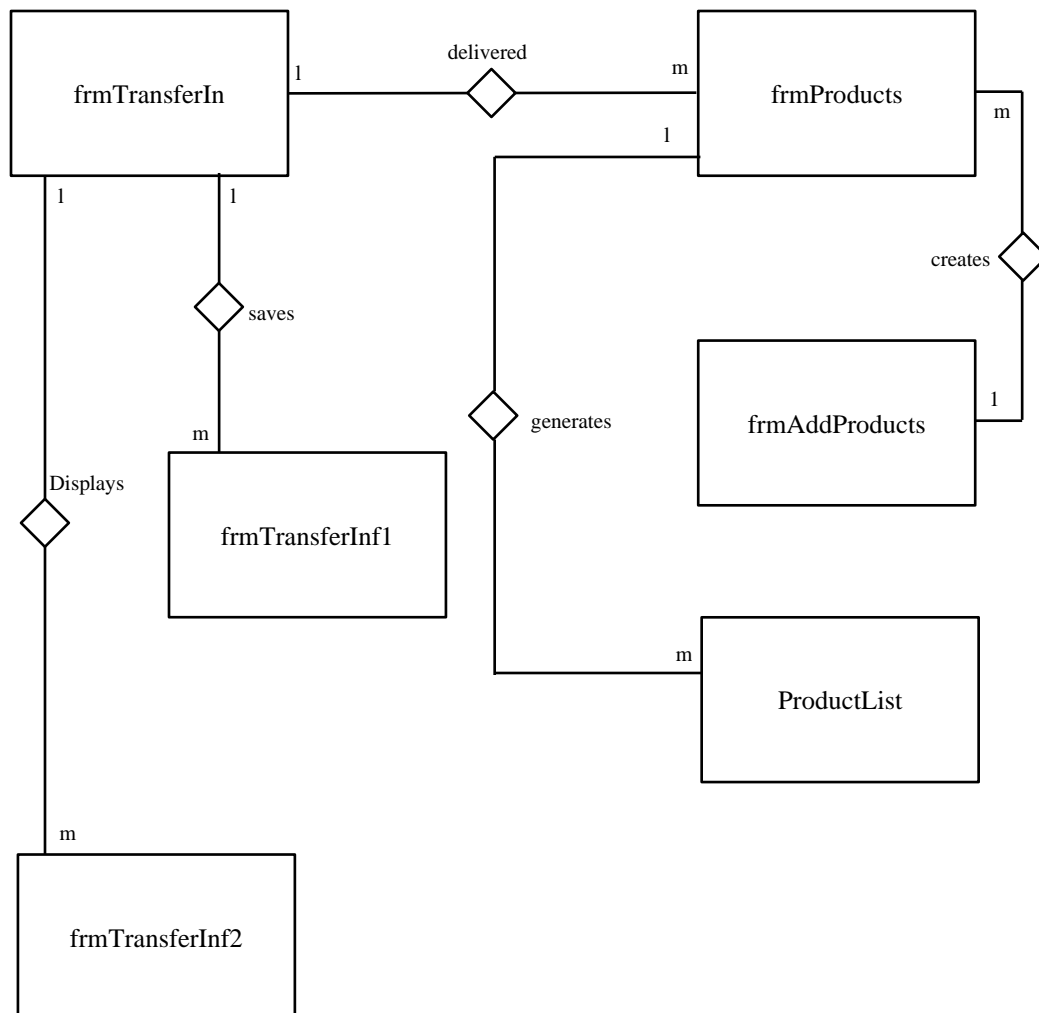 delivered
l
m
frmTransferIn
frmProducts
m
l
l
l
creates
saves
l
generates
frmAddProducts
m
Displays
frmTransferInf1
m
ProductList
m
frmTransferInf2